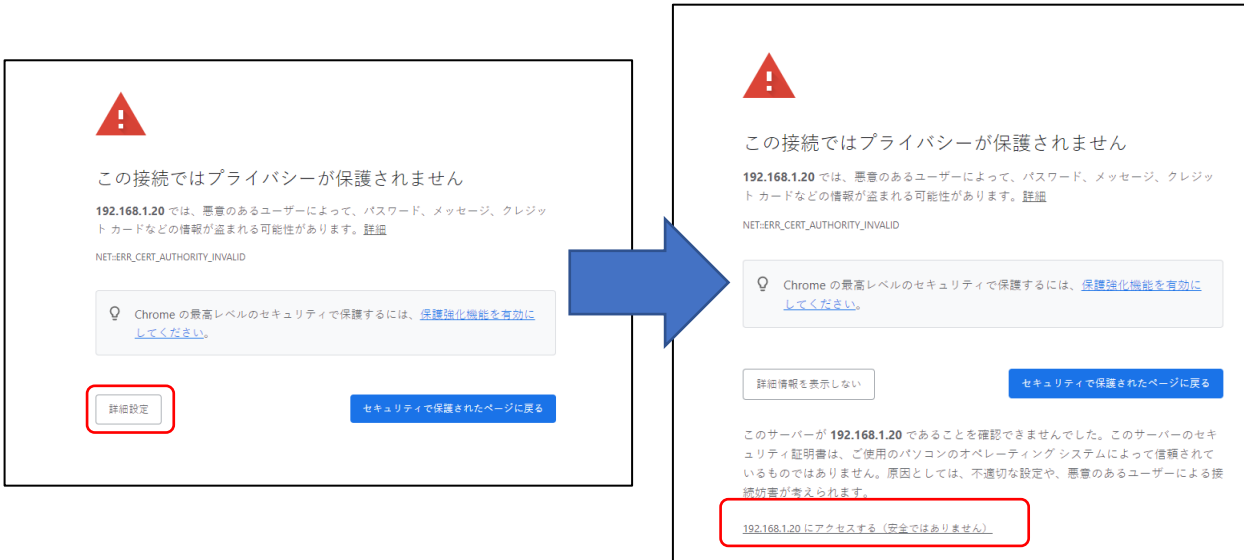 この接続ではプライバシーが保護されません
192.168.1.20 では、悪意のあるユーザーによって、パスワード、メッセージ、クレジッ
ト カードなどの情報が盗まれる可能性があります。詳細
NET::ERR_CERT_AUTHORITY_INVALID
Chrome の最高レベルのセキュリティで保護するには、保護強化機能を有効に
してください。
詳細設定
セキュリティで保護されたページに戻る
この接続ではプライバシーが保護されません
192.168.1.20 では、悪意のあるユーザーによって、パスワード、メッセージ、クレジッ
ト カードなどの情報が盗まれる可能性があります。詳細
NET::ERR_CERT_AUTHORITY_INVALID
Chrome の最高レベルのセキュリティで保護するには、保護強化機能を有効に
してください。
詳細情報を表示しない
セキュリティで保護されたページに戻る
このサーバーが 192.168.1.20 であることを確認できませんでした。このサーバーのセキ
ュリティ証明書は、ご使用のパソコンのオペレーティング システムによって信頼されて
いるものではありません。原因としては、不適切な設定や、悪意のあるユーザーによる接
続妨害が考えられます。
192.168.1.20 にアクセスする（安全ではありません）